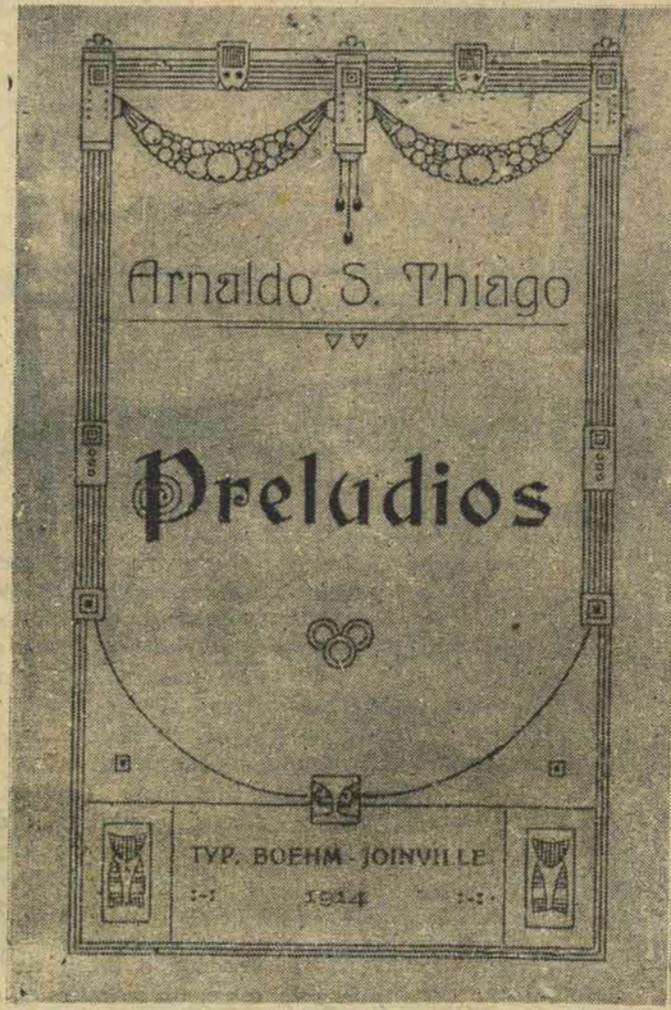 Arnaldo S. Thiago
Preludios
TYP. BOEHM - JOINVILLE
:-: 1914 :-: